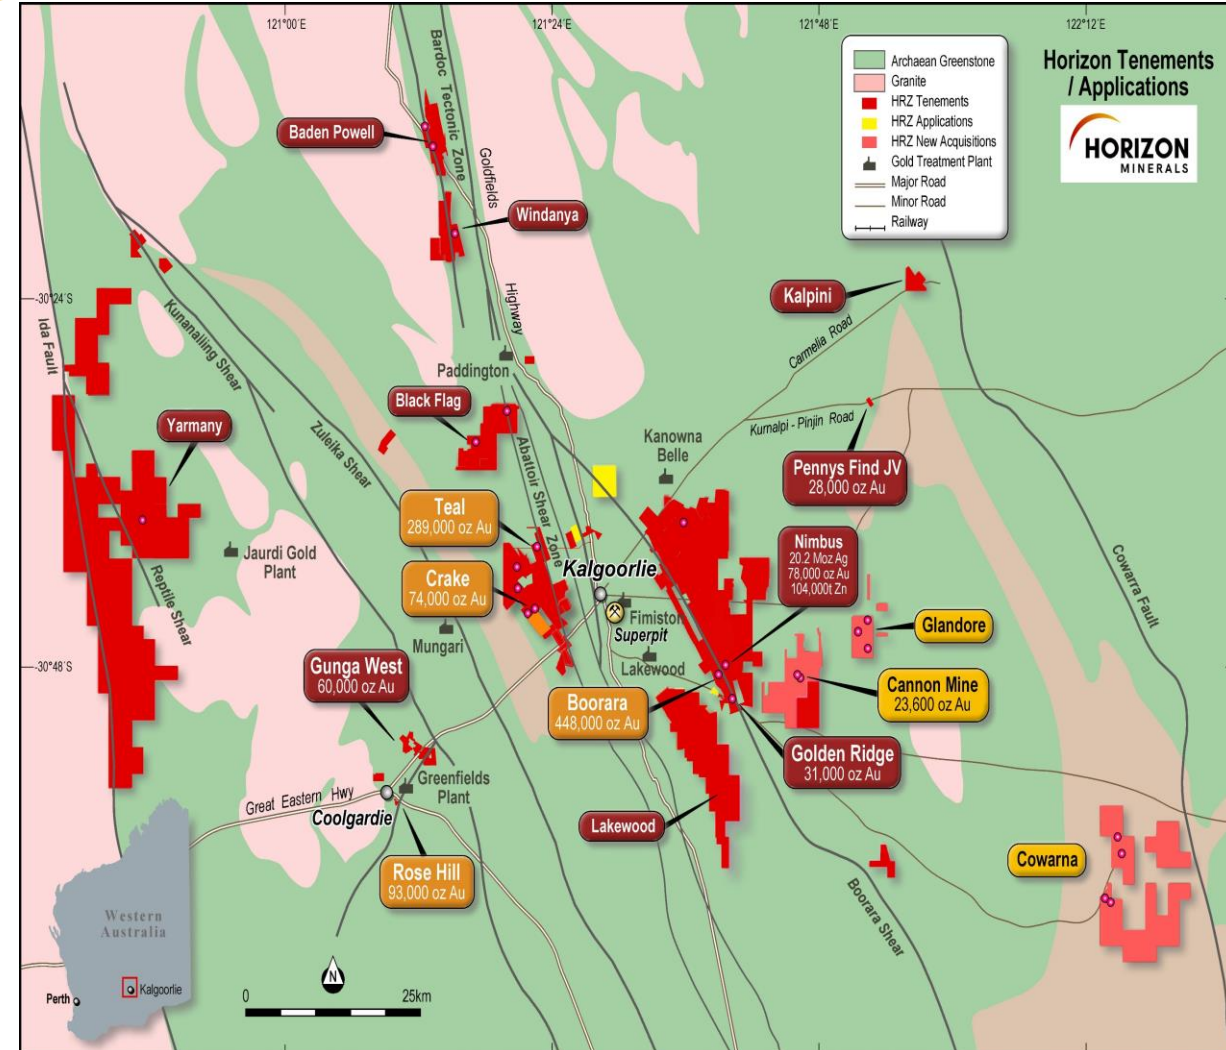 121°00'E
121°24'E
121°48'E
122°12'E
Horizon Tenements
/ Applications
HORIZON
MINERALS
Archaean Greenstone
Granite
HRZ Tenements
HRZ Applications
HRZ New Acquisitions
Gold Treatment Plant
Major Road
Minor Road
Railway
Bardoc Tectonic Zone
Goldfields
Highway
Baden Powell
Windanya
Kalpini
-30°24'S
Ida Fault
Kunanalling Shear
Carmelia Road
Paddington
Black Flag
Zuleika Shear
Abattoir Shear Zone
Kurnalpi - Pinjin Road
Yarmany
Kanowna
Belle
Pennys Find JV
28,000 oz Au
Teal
289,000 oz Au
Jaurdi Gold
Plant
Reptile Shear
Crake
74,000 oz Au
Kalgoorlie
Nimbus
20.2 Moz Ag
78,000 oz Au
104,000t Zn
Cowarra Fault
Fimiston
Superpit
Glandore
Mungari
Lakewood
-30°48'S
Gunga West
60,000 oz Au
Cannon Mine
23,600 oz Au
Boorara
448,000 oz Au
Golden Ridge
31,000 oz Au
Greenfields
Plant
Great Eastern Hwy
Coolgardie
Lakewood
Rose Hill
93,000 oz Au
Cowarna
Boorara Shear
Western
Australia
Perth
Kalgoorlie
N
0
25km